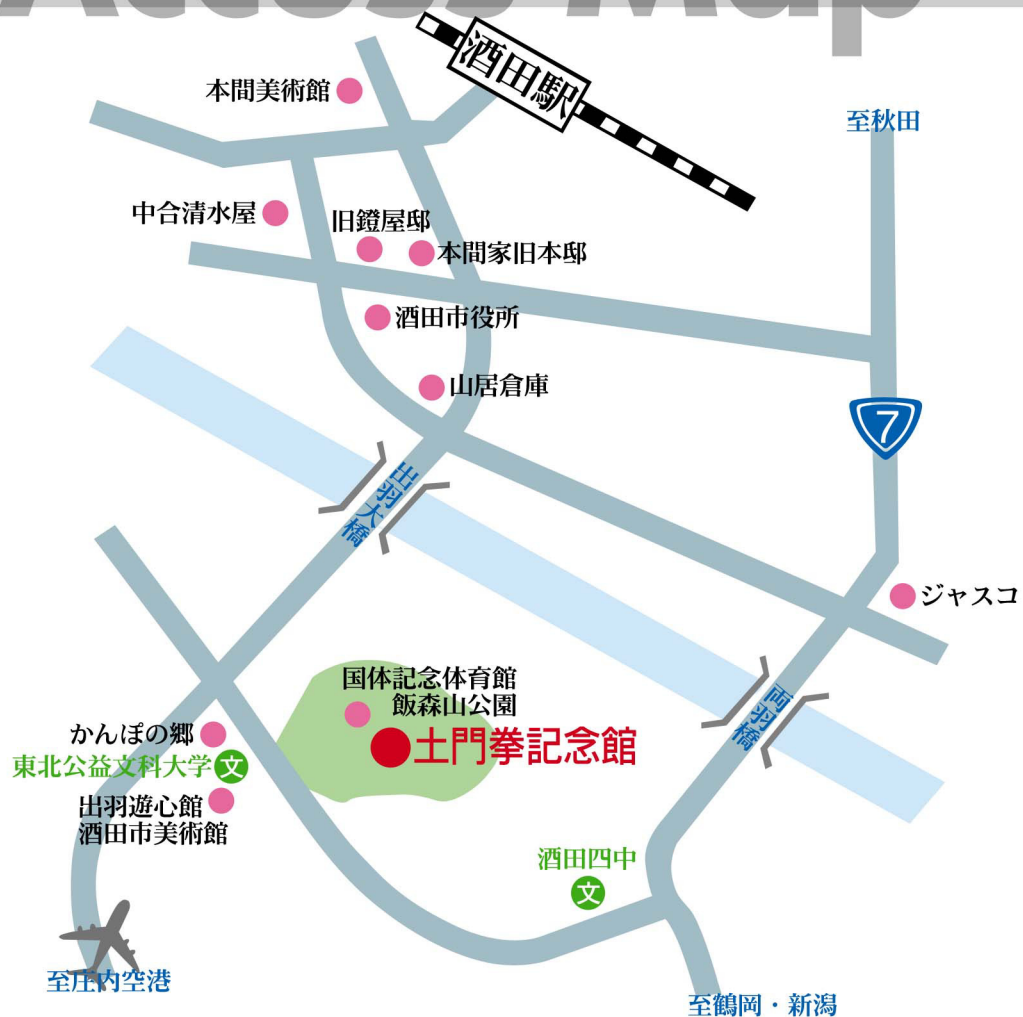 Access Map
酒田駅
本間美術館
至秋田
中合清水屋
旧鐙屋邸
本間家旧本邸
酒田市役所
山居倉庫
7
出羽大橋
ジャスコ
国体記念体育館
飯森山公園
両羽橋
かんぽの郷
土門拳記念館
東北公益文科大学 文
出羽遊心館
酒田市美術館
酒田四中
文
至庄内空港
至鶴岡・新潟